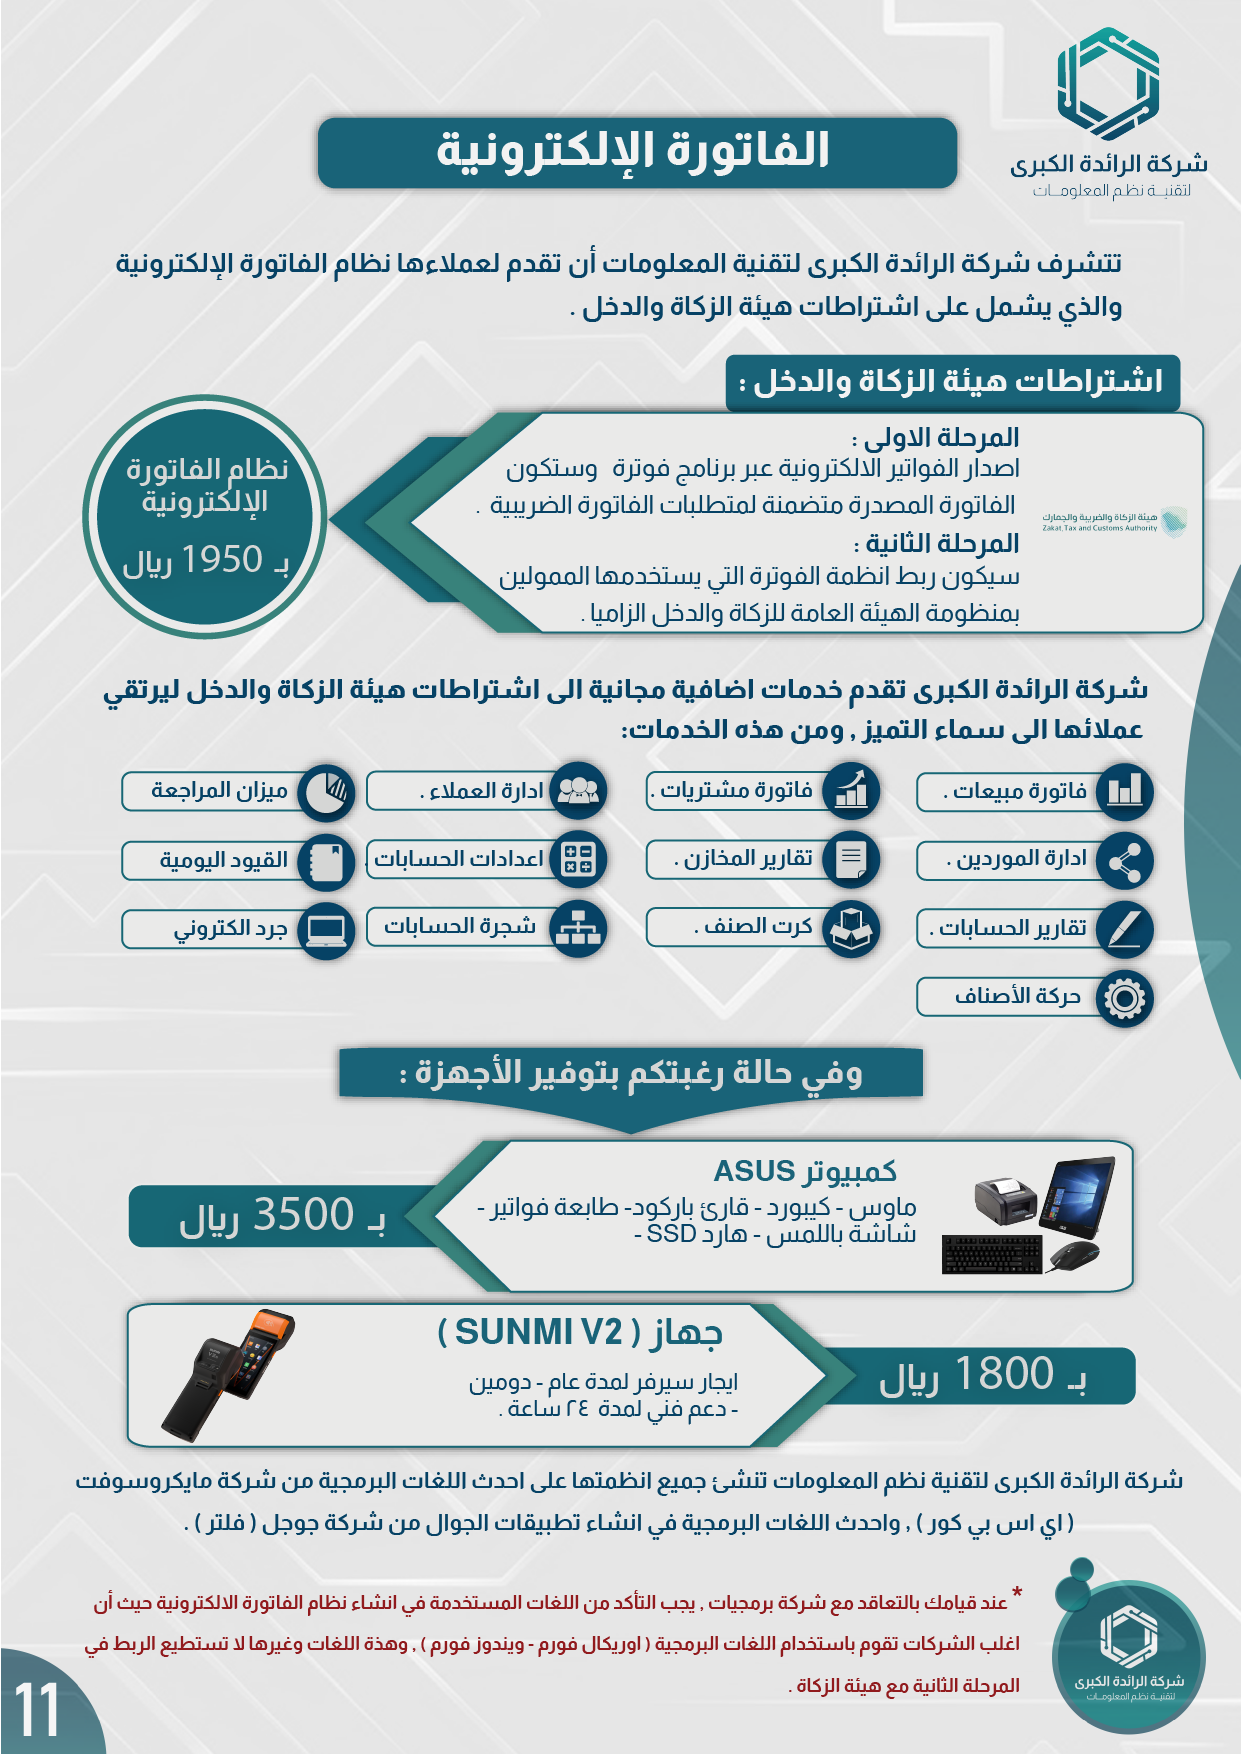 شركة الرائدة الكبرى
لتقنيـــة نظـم المعلومــات
الفاتورة الإلكترونية
تتشرف شركة الرائدة الكبرى لتقنية المعلومات أن تقدم لعملاءها نظام الفاتورة الإلكترونية
والذي يشمل على اشتراطات هيئة الزكاة والدخل .
اشتراطات هيئة الزكاة والدخل :
المرحلة الاولى :
اصدار الفواتير الالكترونية عبر برنامج فوترة وستكون
الفاتورة المصدرة متضمنة لمتطلبات الفاتورة الضريبية .
المرحلة الثانية :
سيكون ربط انظمة الفوترة التي يستخدمها الممولين
بمنظومة الهيئة العامة للزكاة والدخل الزاميا .
هيئة الزكاة والضريبة والجمارك
Zakat, Tax and Customs Authority
نظام الفاتورة
الإلكترونية
بـ 1950 ريال
شركة الرائدة الكبرى تقدم خدمات اضافية مجانية الى اشتراطات هيئة الزكاة والدخل ليرتقي
عملائها الى سماء التميز , ومن هذه الخدمات:
فاتورة مبيعات .
فاتورة مشتريات .
ادارة العملاء .
ميزان المراجعة
ادارة الموردين .
تقارير المخازن .
اعدادات الحسابات .
القيود اليومية
تقارير الحسابات .
كرت الصنف .
شجرة الحسابات
جرد الكتروني
حركة الأصناف
وفي حالة رغبتكم بتوفير الأجهزة :
كمبيوتر ASUS
ماوس - كيبورد - قارئ باركود- طابعة فواتير -
شاشة باللمس - هارد SSD -
بـ 3500 ريال
جهاز ( SUNMI V2 )
ايجار سيرفر لمدة عام - دومين
- دعم فني لمدة ٢٤ ساعة .
بـ 1800 ريال
شركة الرائدة الكبرى لتقنية نظم المعلومات تنشئ جميع انظمتها على احدث اللغات البرمجية من شركة مايكروسوفت
( اي اس بي كور ) , واحدث اللغات البرمجية في انشاء تطبيقات الجوال من شركة جوجل ( فلتر ) .
* عند قيامك بالتعاقد مع شركة برمجيات , يجب التأكد من اللغات المستخدمة في انشاء نظام الفاتورة الالكترونية حيث أن
اغلب الشركات تقوم باستخدام اللغات البرمجية ( اوريكال فورم - ويندوز فورم ) , وهذة اللغات وغيرها لا تستطيع الربط في
المرحلة الثانية مع هيئة الزكاة .
شركة الرائدة الكبرى
لتقنيـــة نظـم المعلومــات
11